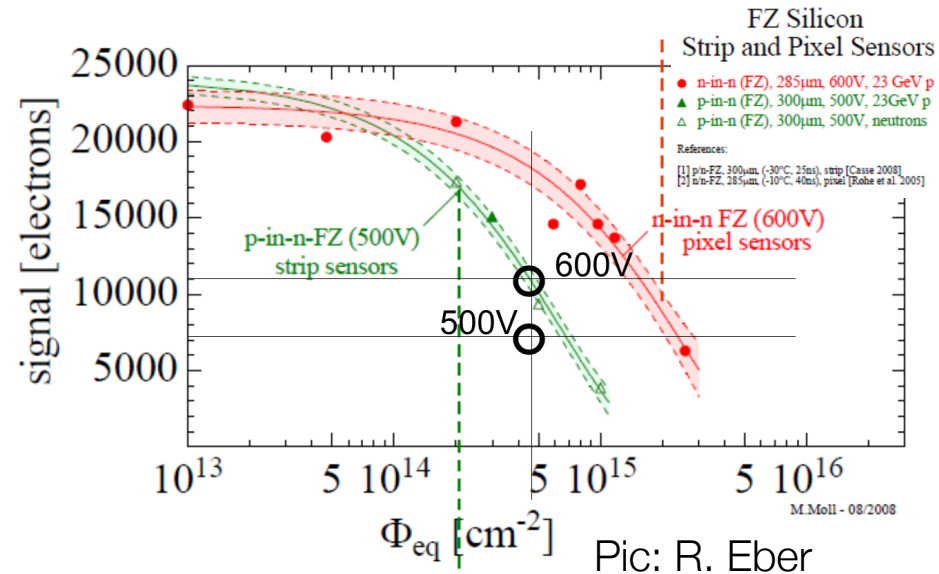 FZ Silicon
Strip and Pixel Sensors
n-in-n (FZ), 285μm, 600V, 23 GeV p
p-in-n (FZ), 300μm, 500V, 23GeV p
p-in-n (FZ), 300μm, 500V, neutrons
References:
[1] p/n-FZ, 300μm, (-30°C, 25ns), strip [Casse 2008]
[2] n/n-FZ, 285μm, (-10°C, 40ns), pixel [Rohe et al. 2005]
25000
20000
15000
10000
5000
signal [electrons]
p-in-n-FZ (500V)
strip sensors
n-in-n FZ (600V)
pixel sensors
600V
500V
10¹³ 5 10¹⁴ 5 10¹⁵ 5 10¹⁶
M.Moll - 08/2008
Φeq [cm⁻²]
Pic: R. Eber